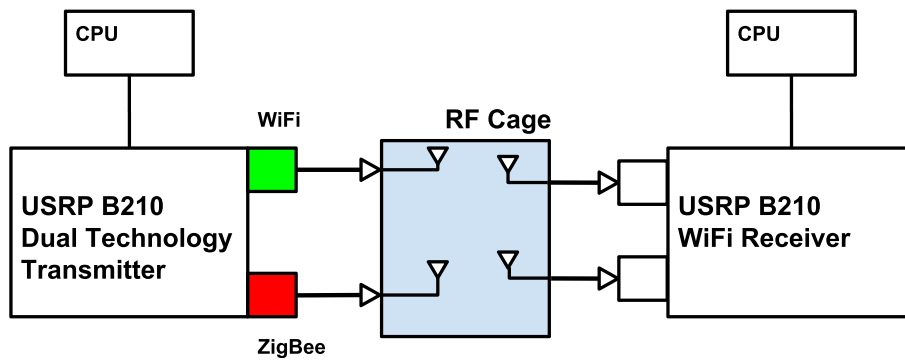 CPU
CPU
WiFi
RF Cage
USRP B210
Dual Technology
Transmitter
USRP B210
WiFi Receiver
ZigBee